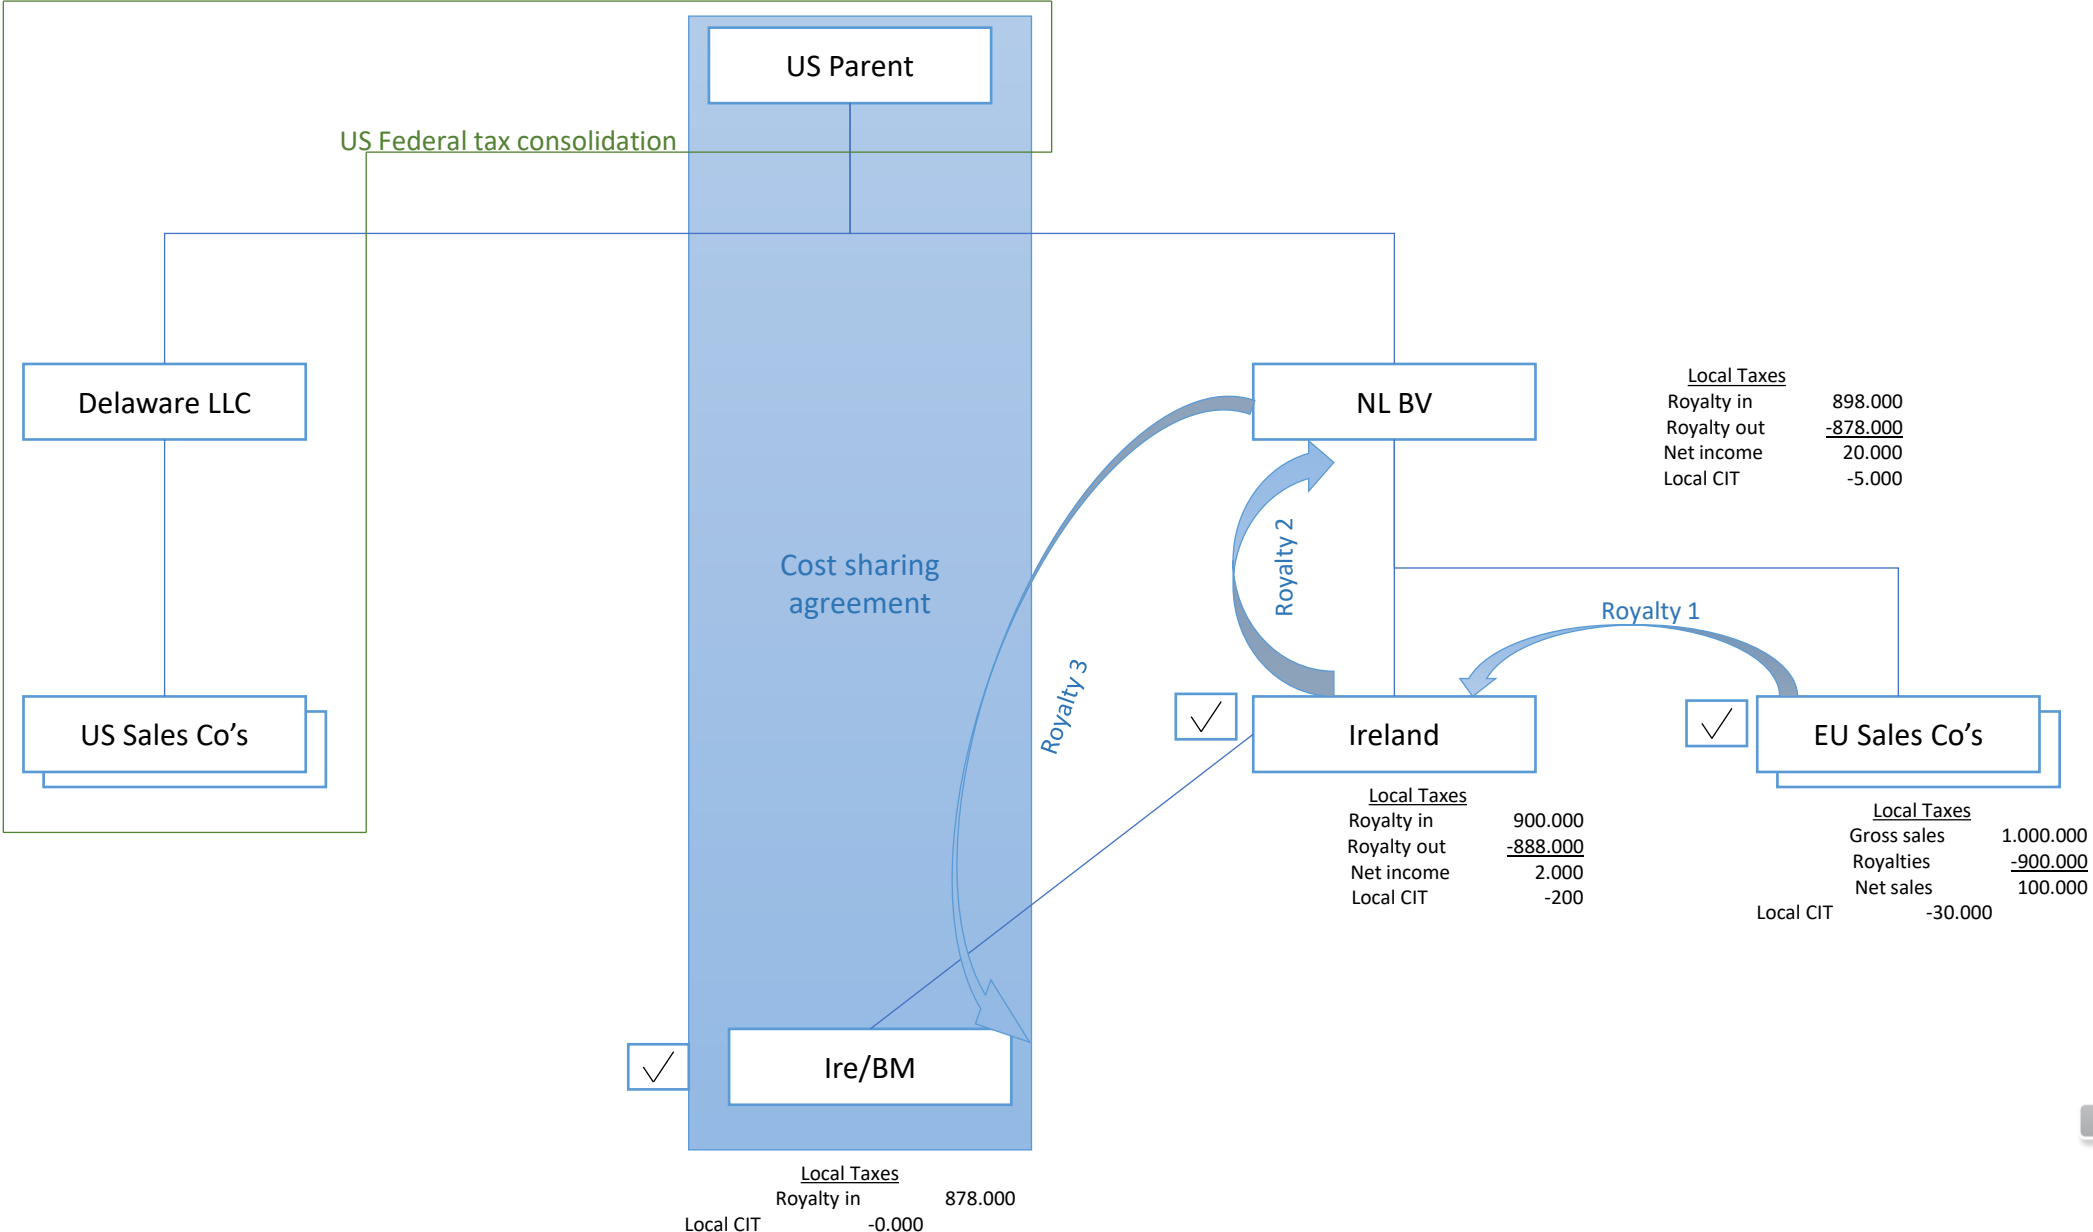 US Parent
US Federal tax consolidation
Delaware LLC
NL BV
Local Taxes
Royalty in 898.000
Royalty out -878.000
Net income 20.000
Local CIT -5.000
Cost sharing
agreement
Royalty 2
Royalty 1
Royalty 3
US Sales Co's
Ireland
EU Sales Co's
Local Taxes
Royalty in 900.000
Royalty out -888.000
Net income 2.000
Local CIT -200
Local Taxes
Gross sales 1.000.000
Royalties -900.000
Net sales 100.000
Local CIT -30.000
Ire/BM
Local Taxes
Royalty in 878.000
Local CIT -0.000